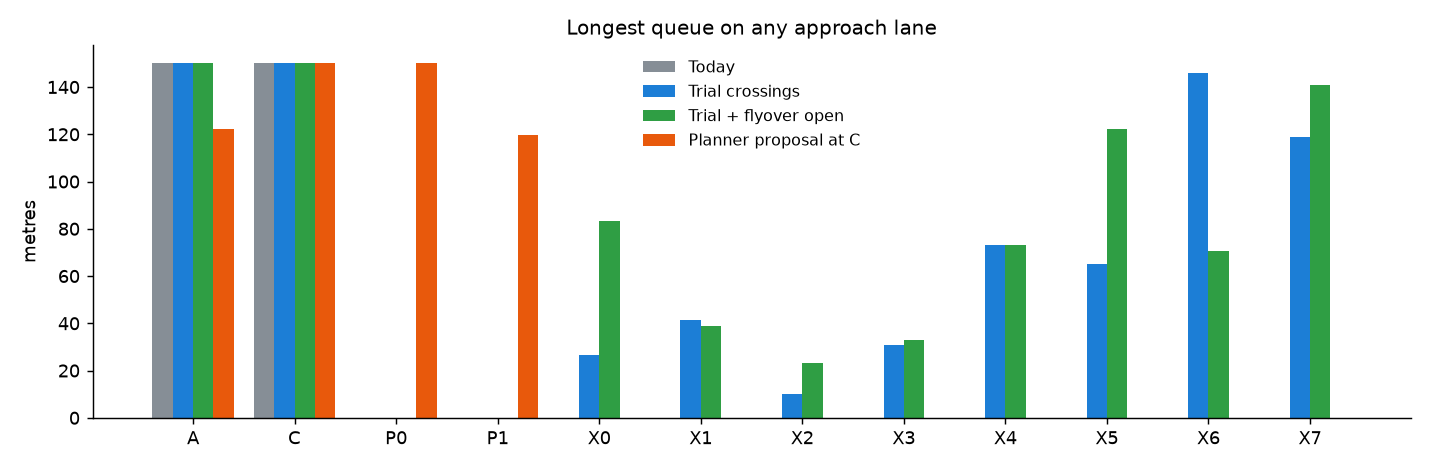 Longest queue on any approach lane
Today
Trial crossings
Trial + flyover open
Planner proposal at C
metres
140
120
100
80
60
40
20
0
A C P0 P1 X0 X1 X2 X3 X4 X5 X6 X7